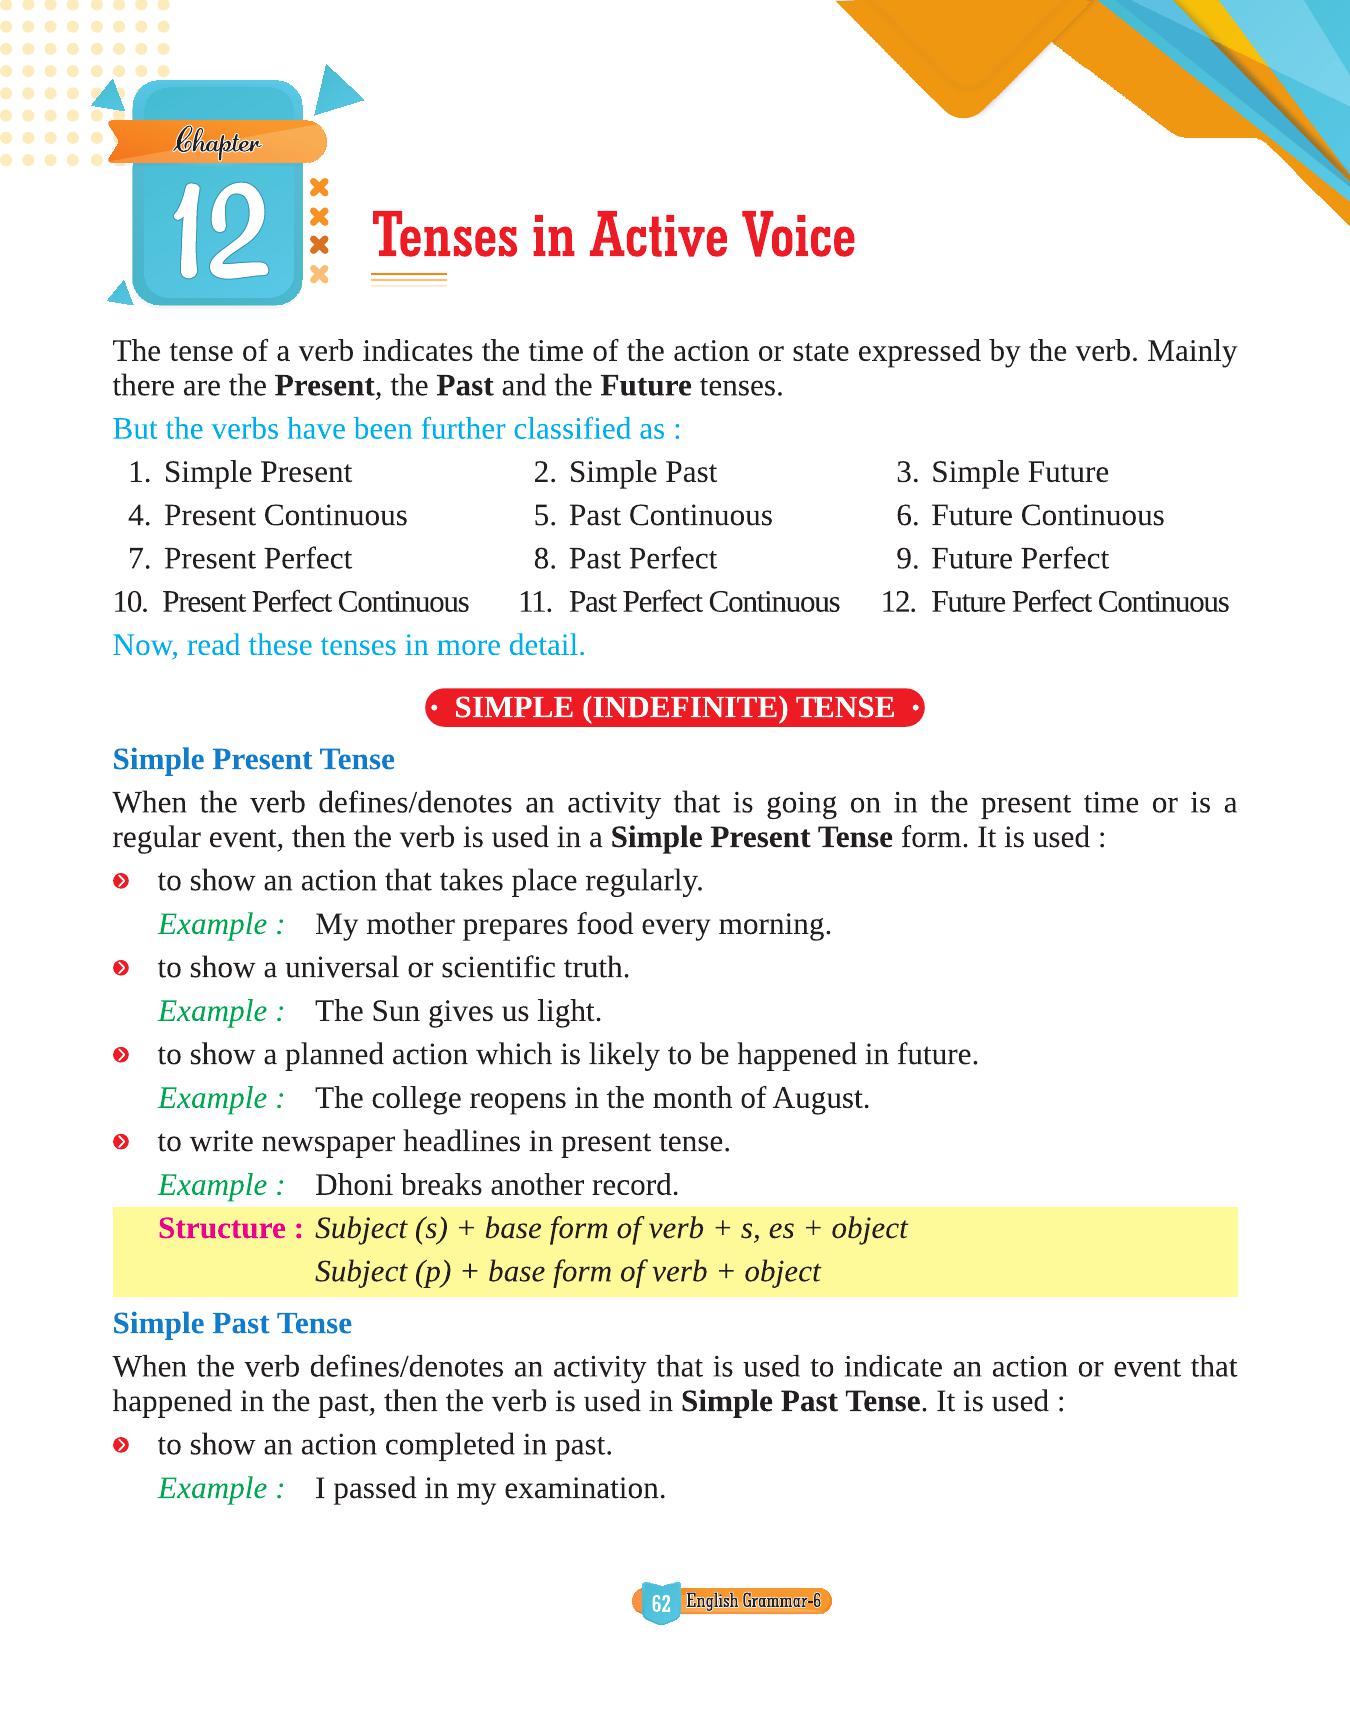 Chapter
12
Tenses in Active Voice
The tense of a verb indicates the time of the action or state expressed by the verb. Mainly
there are the Present, the Past and the Future tenses.
But the verbs have been further classified as :
1. Simple Present 2. Simple Past 3. Simple Future
4. Present Continuous 5. Past Continuous 6. Future Continuous
7. Present Perfect 8. Past Perfect 9. Future Perfect
10. Present Perfect Continuous 11. Past Perfect Continuous 12. Future Perfect Continuous
Now, read these tenses in more detail.
• SIMPLE (INDEFINITE) TENSE •
Simple Present Tense
When the verb defines/denotes an activity that is going on in the present time or is a
regular event, then the verb is used in a Simple Present Tense form. It is used :
to show an action that takes place regularly.
Example : My mother prepares food every morning.
to show a universal or scientific truth.
Example : The Sun gives us light.
to show a planned action which is likely to be happened in future.
Example : The college reopens in the month of August.
to write newspaper headlines in present tense.
Example : Dhoni breaks another record.
Structure : Subject (s) + base form of verb + s, es + object
Subject (p) + base form of verb + object
Simple Past Tense
When the verb defines/denotes an activity that is used to indicate an action or event that
happened in the past, then the verb is used in Simple Past Tense. It is used :
to show an action completed in past.
Example : I passed in my examination.
62 English Grammar-6